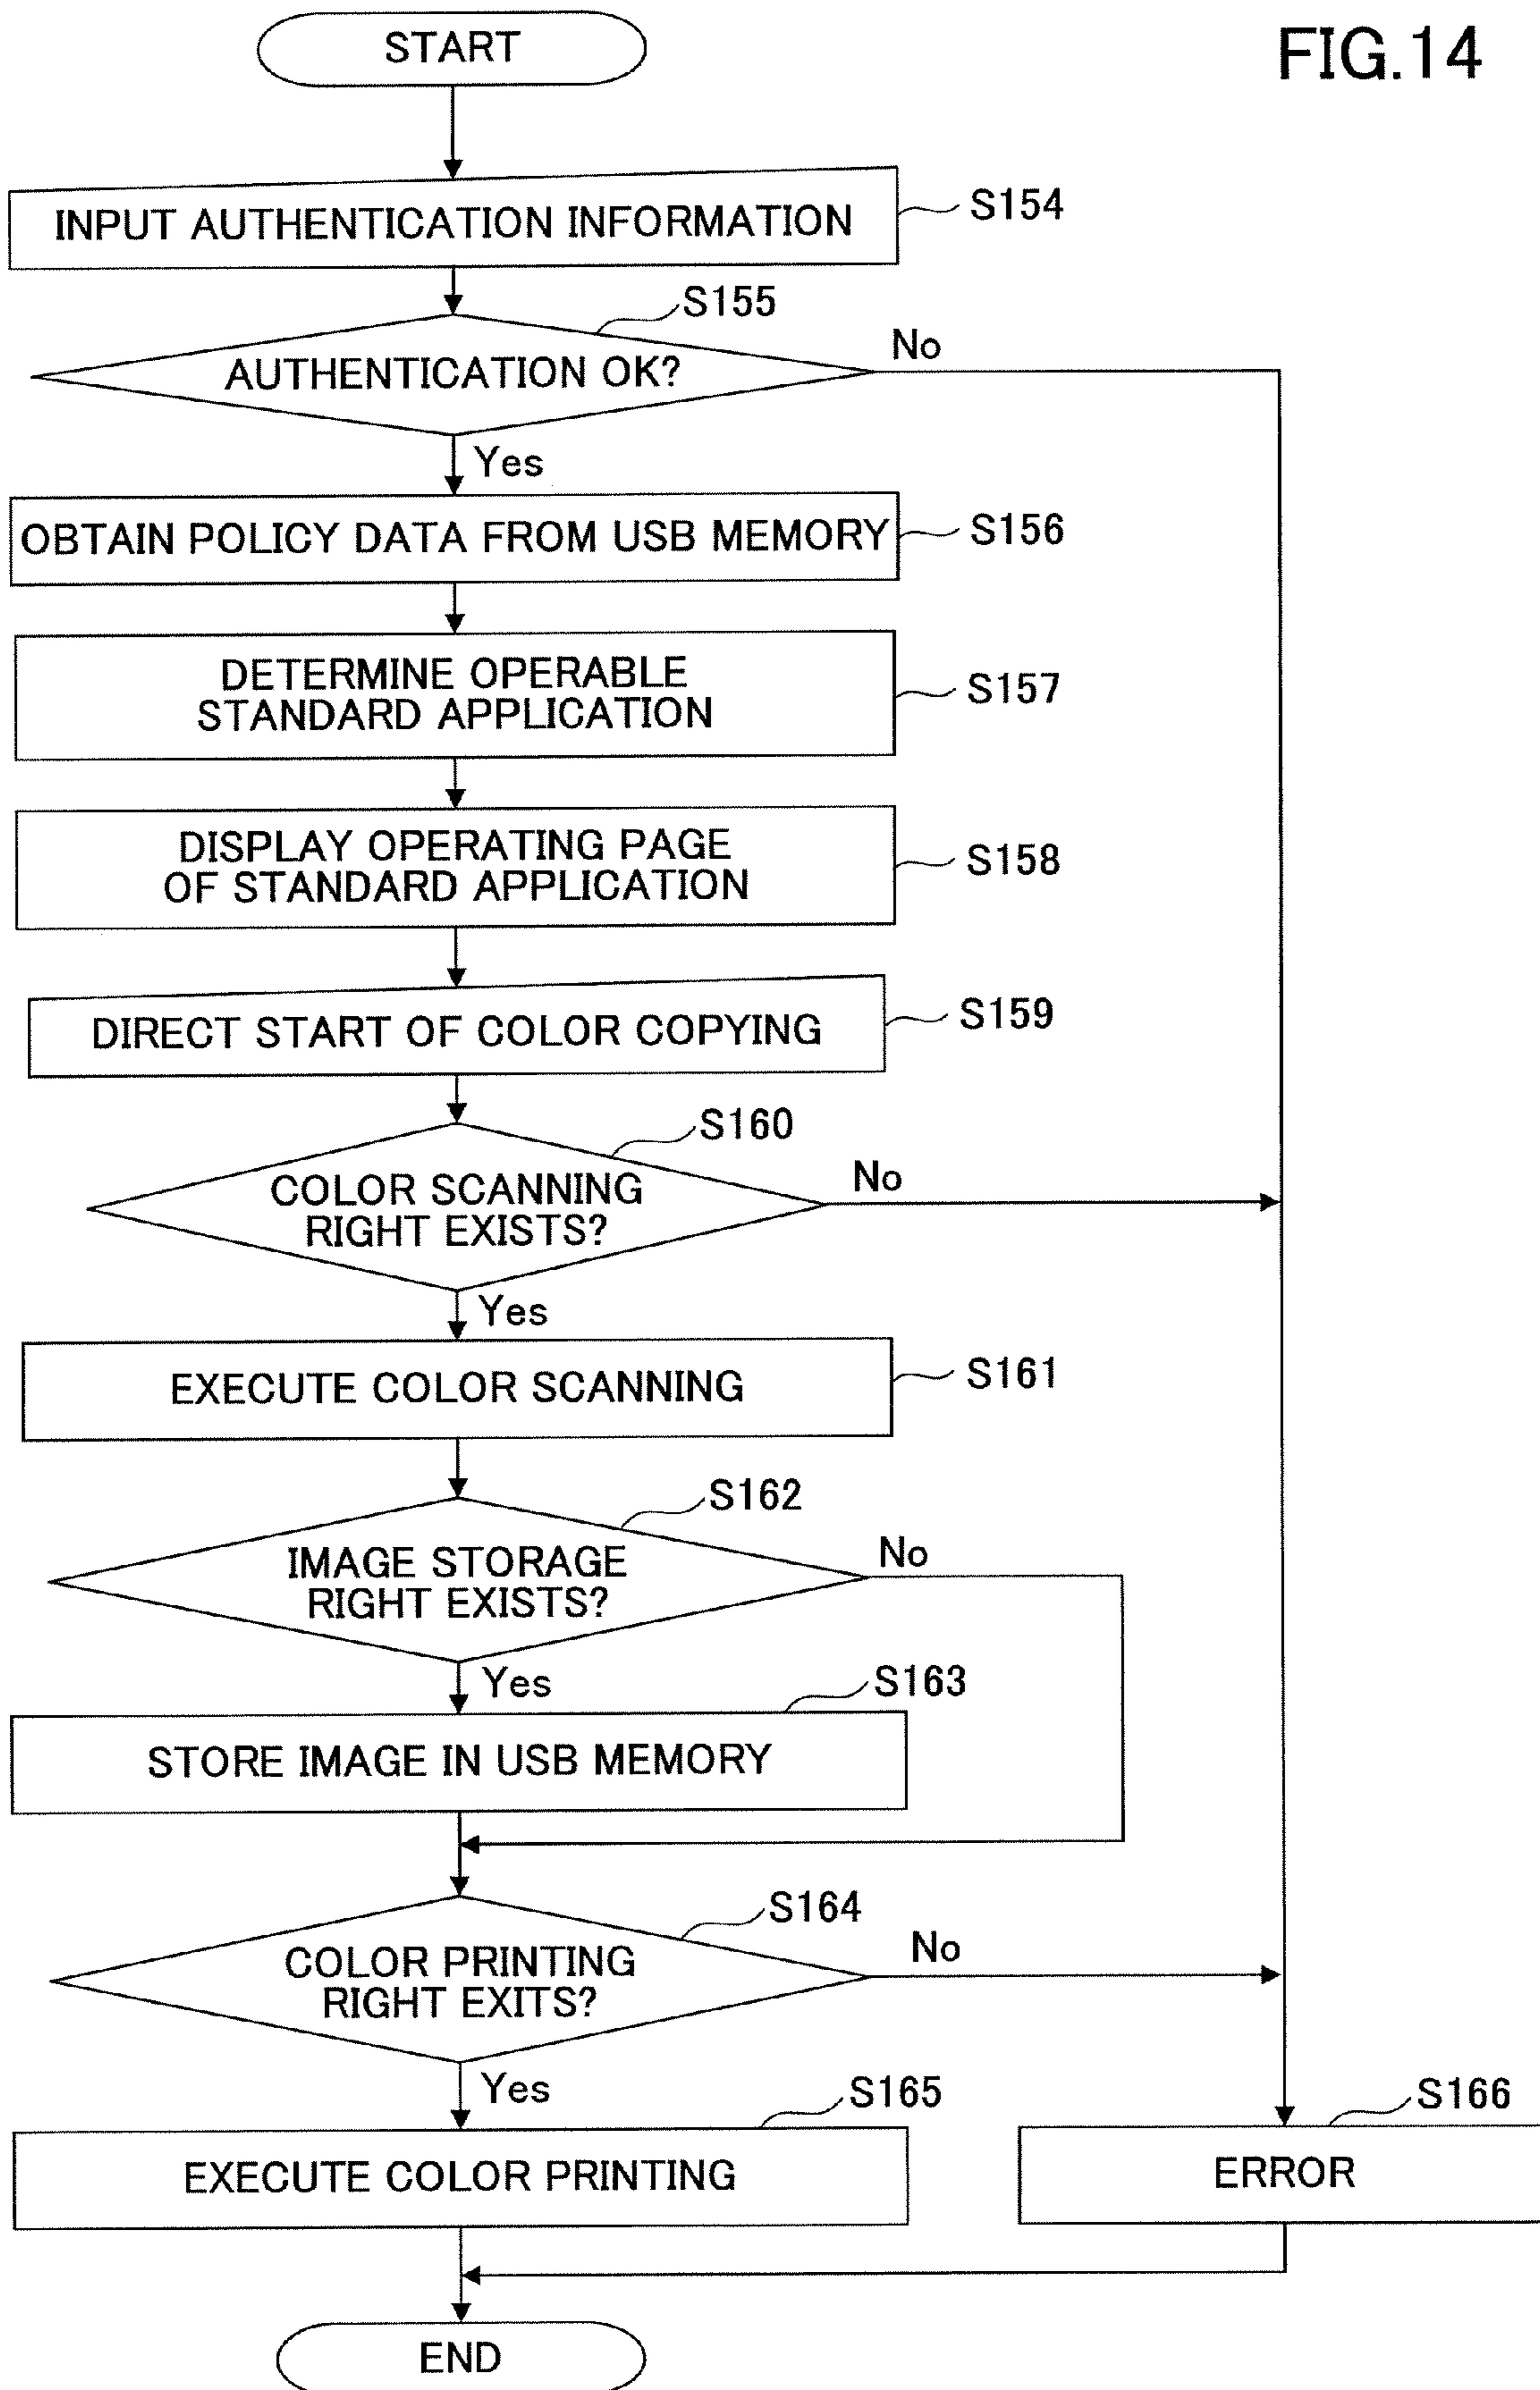 START
FIG.14
INPUT AUTHENTICATION INFORMATION
S154
S155
AUTHENTICATION OK?
No
Yes
OBTAIN POLICY DATA FROM USB MEMORY
S156
DETERMINE OPERABLE
STANDARD APPLICATION
S157
DISPLAY OPERATING PAGE
OF STANDARD APPLICATION
S158
DIRECT START OF COLOR COPYING
S159
S160
COLOR SCANNING
RIGHT EXISTS?
No
Yes
EXECUTE COLOR SCANNING
S161
S162
IMAGE STORAGE
RIGHT EXISTS?
No
Yes
S163
STORE IMAGE IN USB MEMORY
S164
COLOR PRINTING
RIGHT EXITS?
No
Yes
S165
EXECUTE COLOR PRINTING
S166
ERROR
END